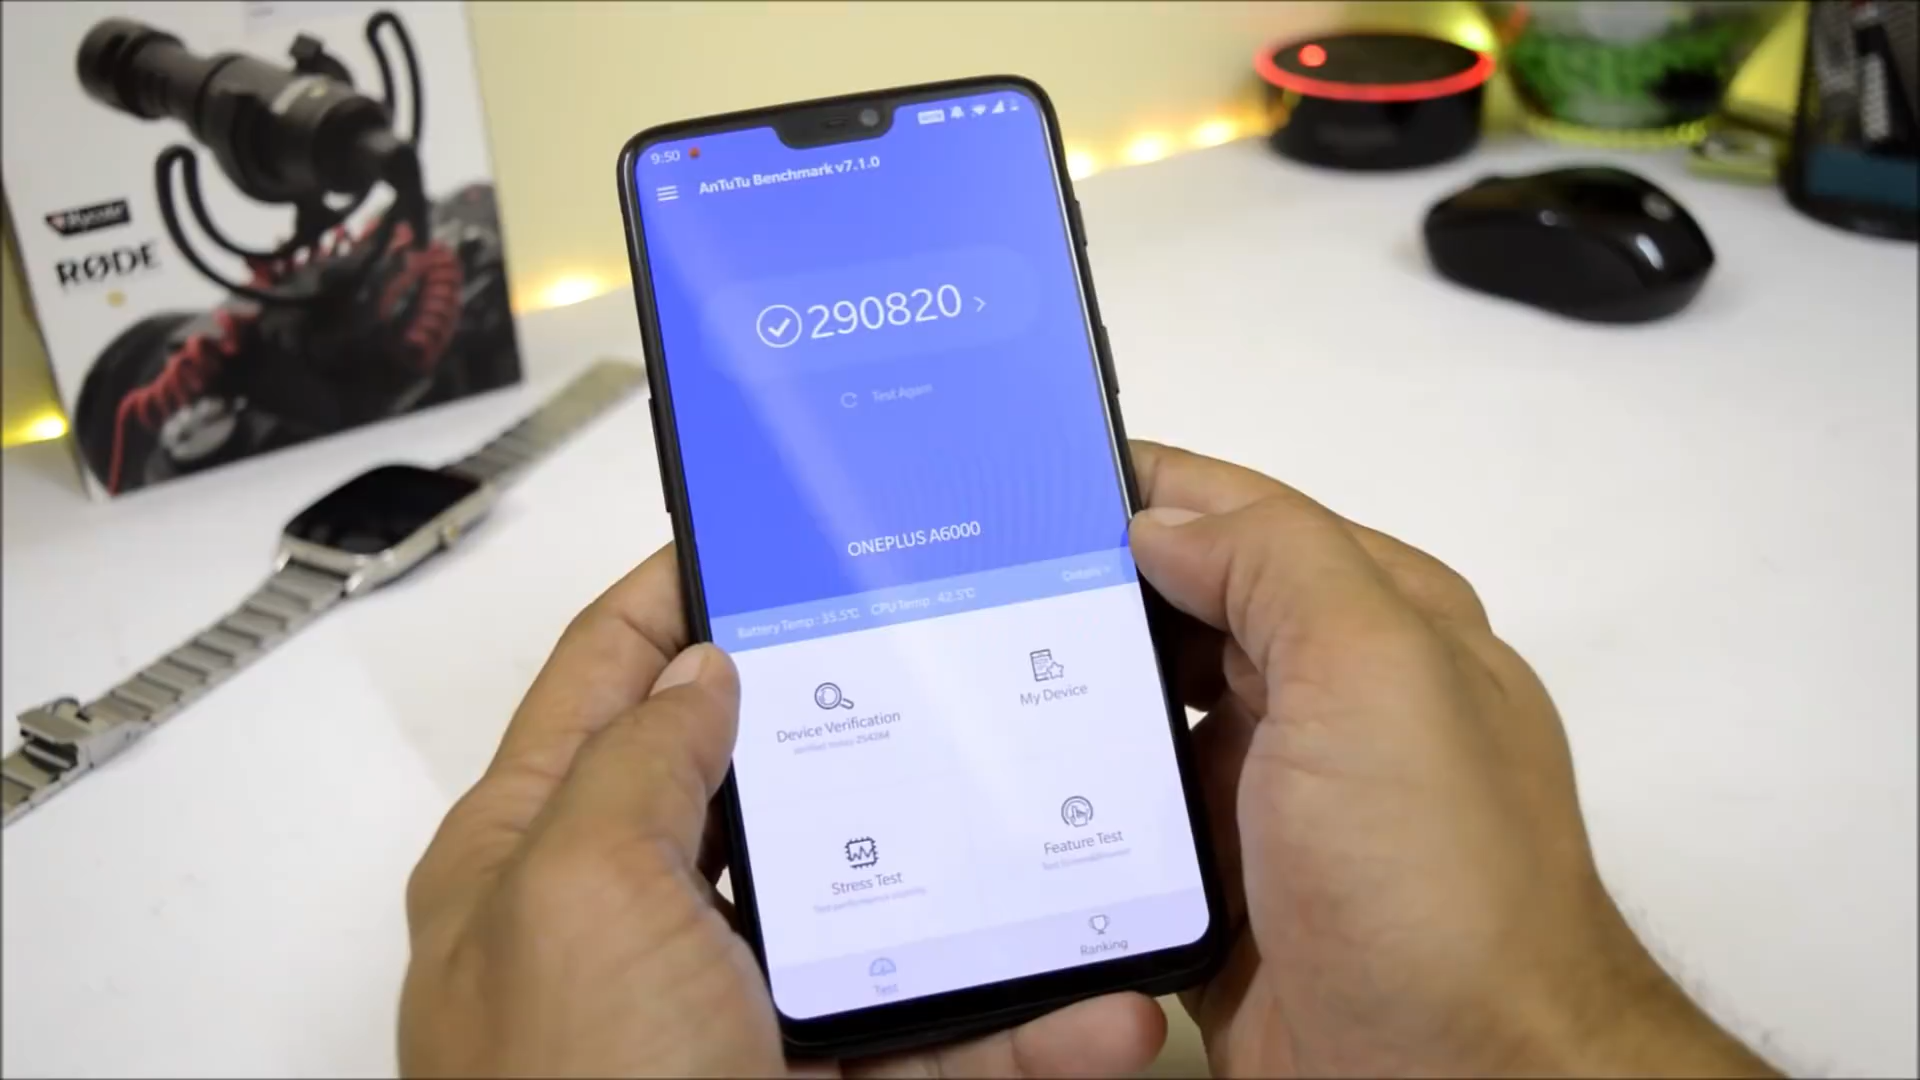 9:50
AnTuTu Benchmark v7.1.0
290820
Test Again
ONEPLUS A6000
Battery Temp : 35.5℃ CPU Temp : 42.5℃
Details >
Device Verification
My Device
Stress Test
Feature Test
Test
Ranking
Rycote
RØDE